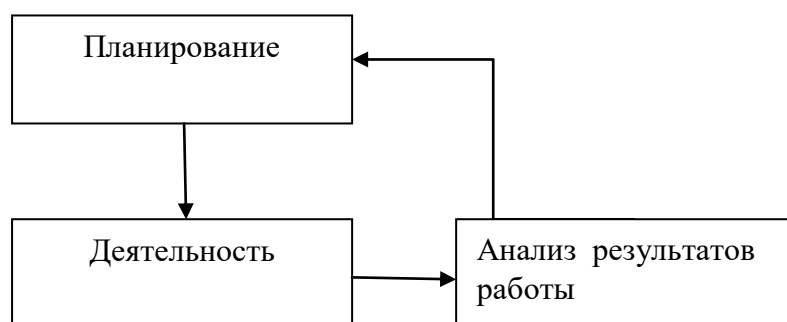 Планирование
Деятельность
Анализ результатов
работы